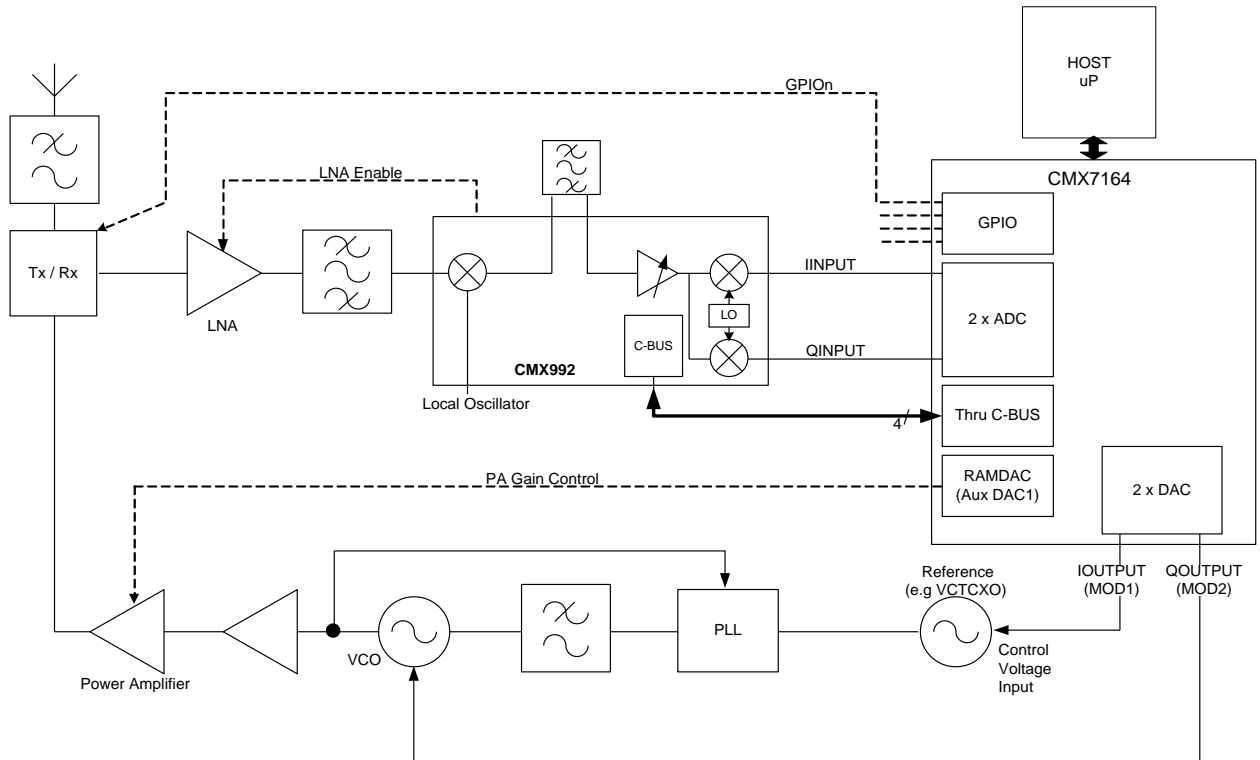 HOST
uP
GPIOn
CMX7164
LNA Enable
GPIO
Tx / Rx
IINPUT
LNA
LO
2 x ADC
C-BUS
QINPUT
CMX992
Local Oscillator
4
Thru C-BUS
PA Gain Control
RAMDAC
(Aux DAC1)
2 x DAC
Reference
(e.g VCTCXO)
IOUTPUT
(MOD1)
QOUTPUT
(MOD2)
PLL
VCO
Power Amplifier
Control
Voltage
Input